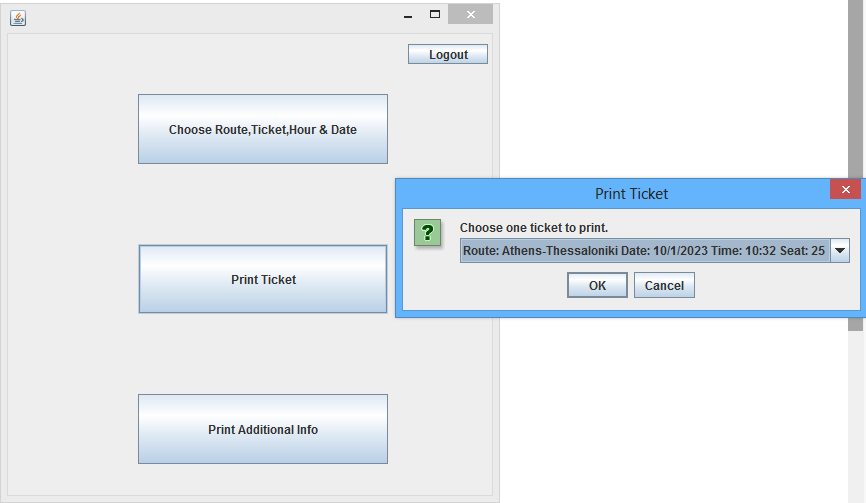 Logout
Choose Route,Ticket,Hour & Date
Print Ticket
Print Ticket
Choose one ticket to print.
?
Route: Athens-Thessaloniki Date: 10/1/2023 Time: 10:32 Seat: 25
OK Cancel
Print Additional Info